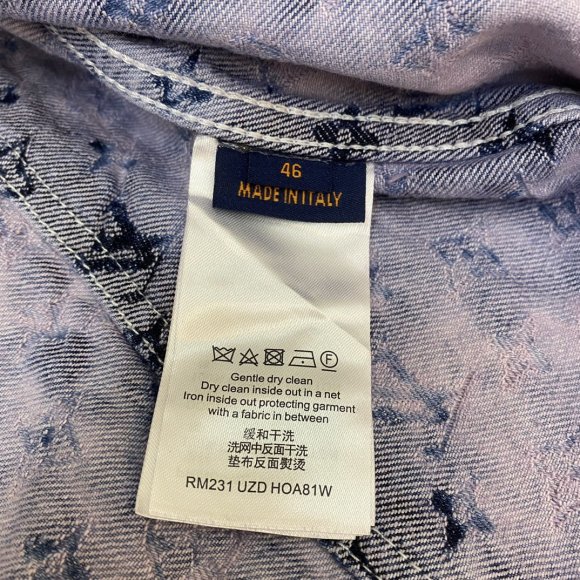 46
MADE IN ITALY
F
Gentle dry clean
Dry clean inside out in a net
Iron inside out protecting garment
with a fabric in between
缓和干洗
洗网中反面干洗
垫布反面熨烫
RM231 UZD HOA81W